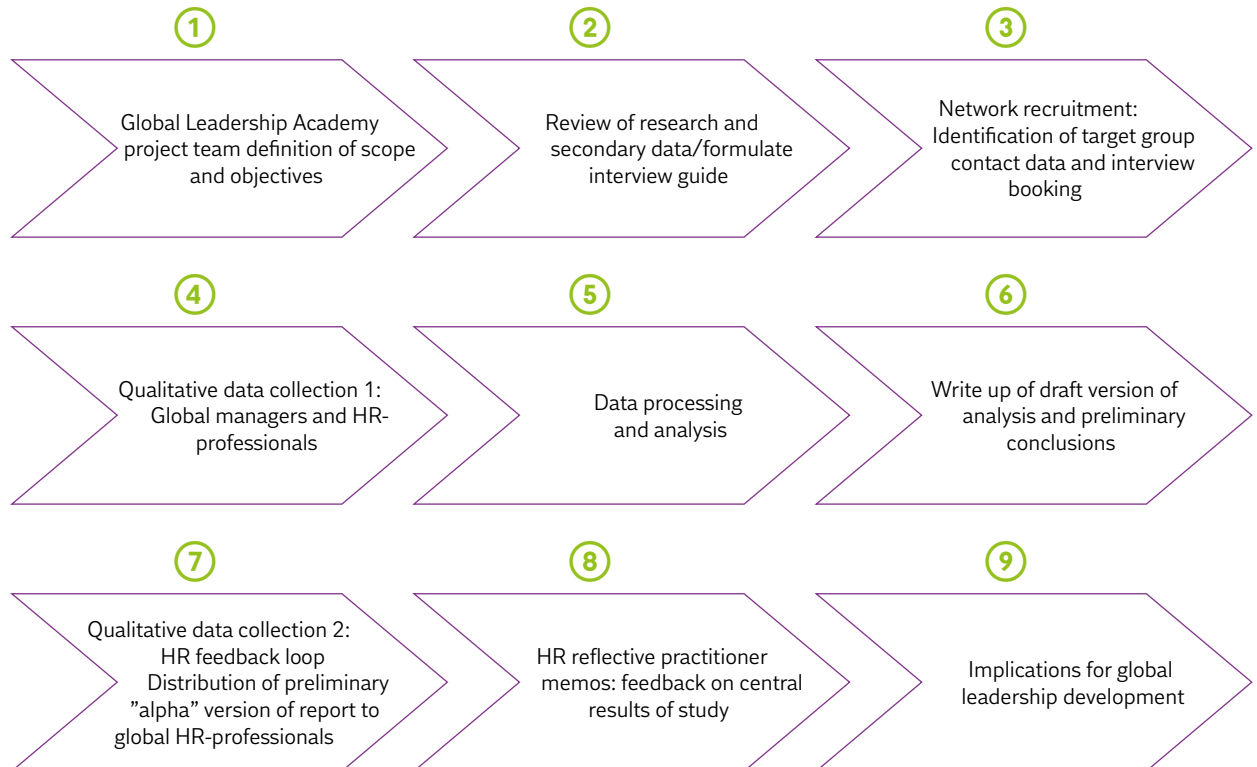 1
Global Leadership Academy
project team definition of scope
and objectives
2
Review of research and
secondary data/formulate
interview guide
3
Network recruitment:
Identification of target group
contact data and interview
booking
4
Qualitative data collection 1:
Global managers and HR-
professionals
5
Data processing
and analysis
6
Write up of draft version of
analysis and preliminary
conclusions
7
Qualitative data collection 2:
HR feedback loop
Distribution of preliminary
”alpha” version of report to
global HR-professionals
8
HR reflective practitioner
memos: feedback on central
results of study
9
Implications for global
leadership development